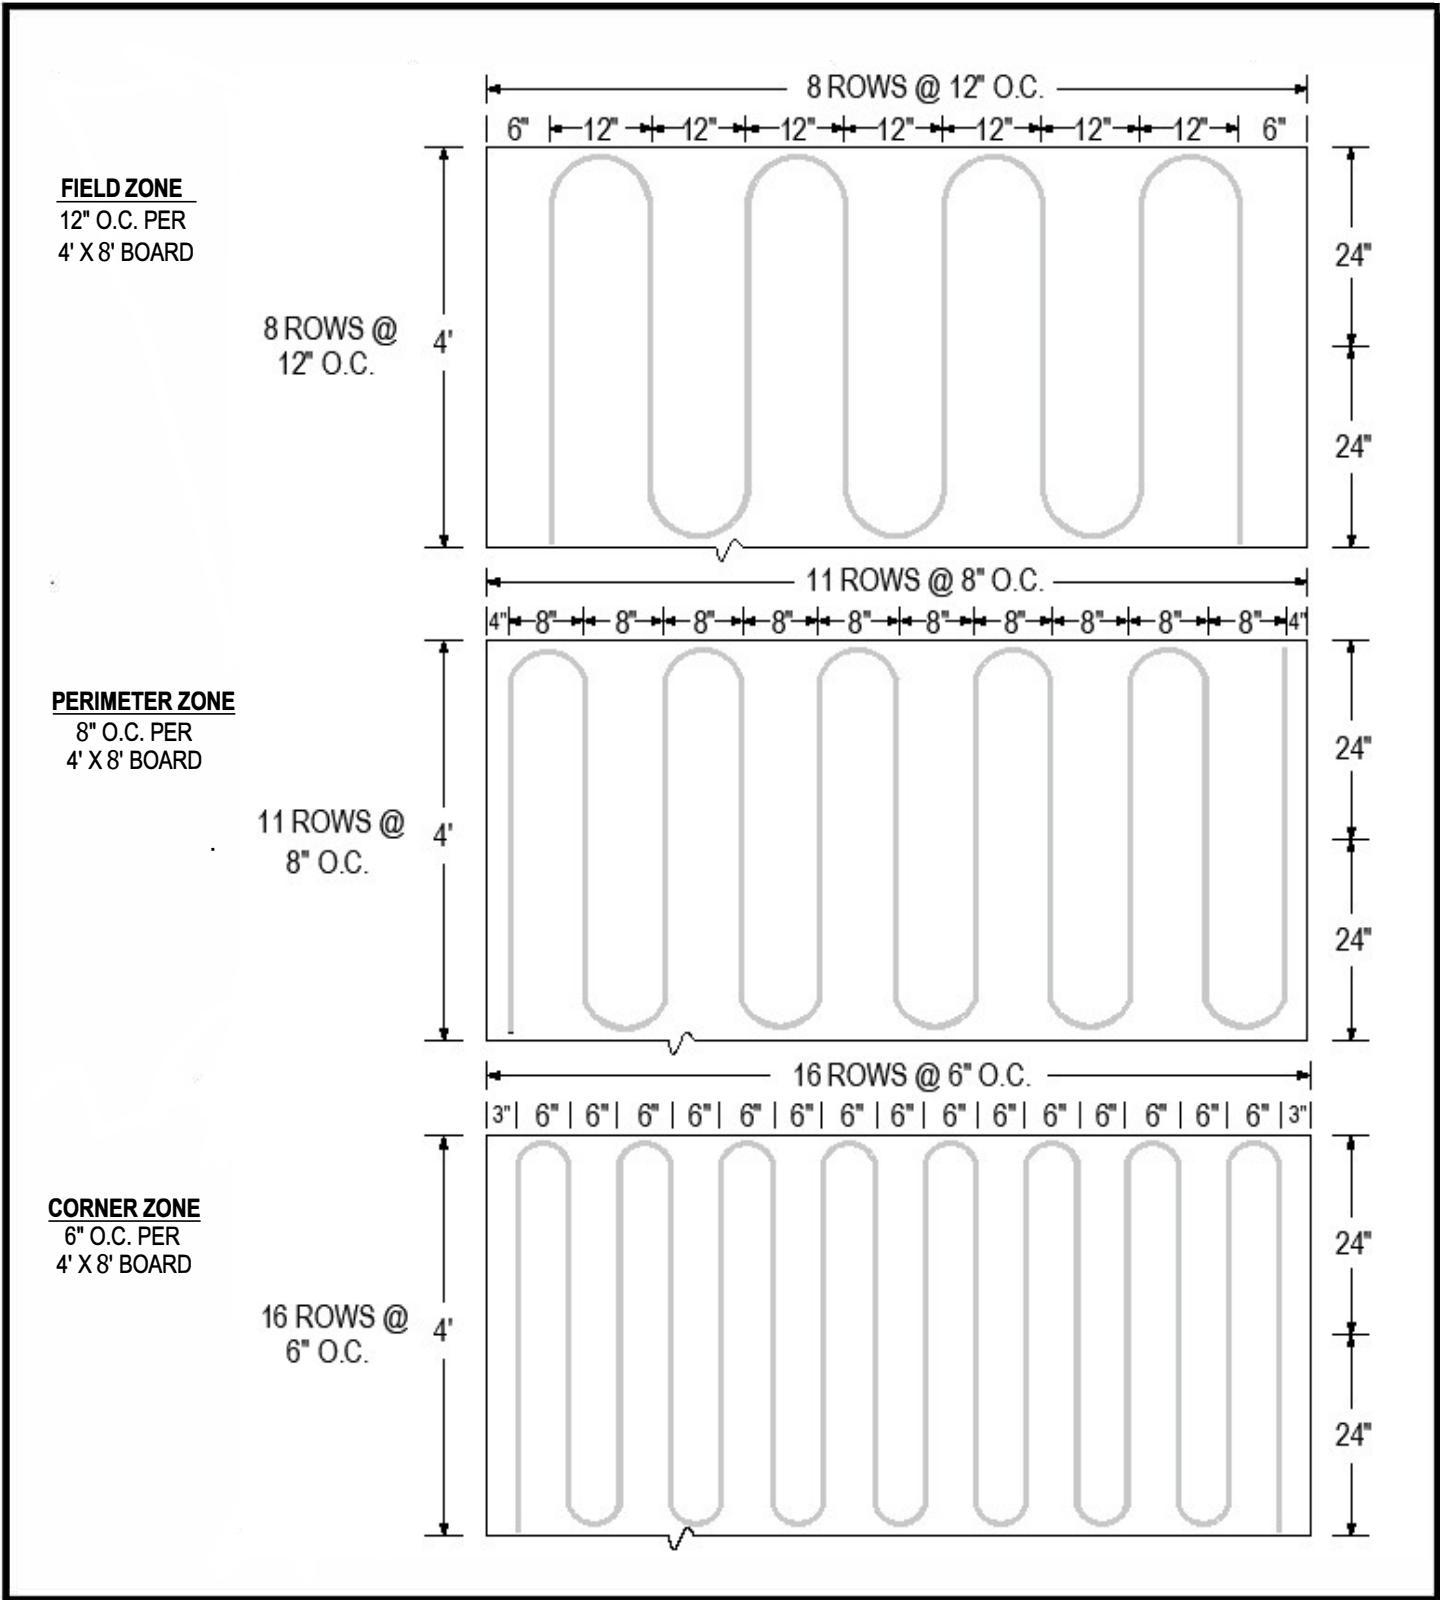 8 ROWS @ 12" O.C.
6" 12" 12" 12" 12" 12" 12" 12" 6"
FIELD ZONE
12" O.C. PER
4' X 8' BOARD
24"
8 ROWS @
12" O.C.
4'
24"
11 ROWS @ 8" O.C.
4" 8" 8" 8" 8" 8" 8" 8" 8" 8" 8" 4"
PERIMETER ZONE
8" O.C. PER
4' X 8' BOARD
24"
11 ROWS @
8" O.C.
4'
24"
16 ROWS @ 6" O.C.
3" 6" 6" 6" 6" 6" 6" 6" 6" 6" 6" 6" 6" 6" 6" 6" 3"
CORNER ZONE
6" O.C. PER
4' X 8' BOARD
24"
16 ROWS @
6" O.C.
4'
24"